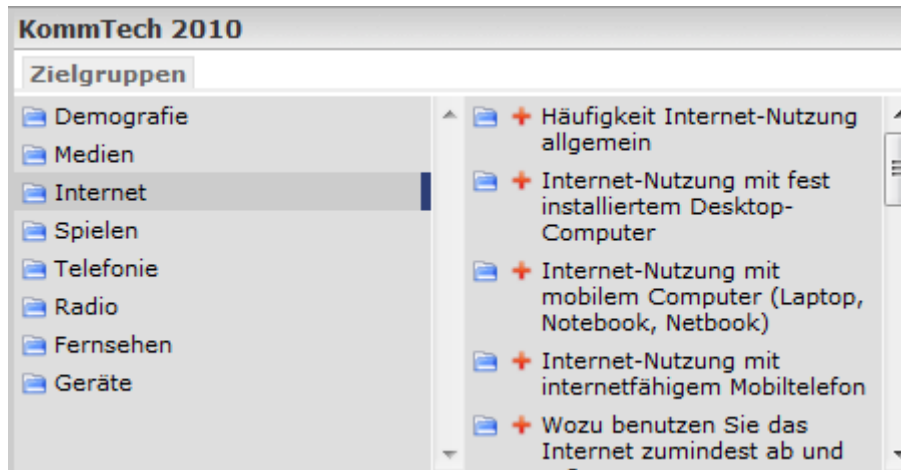 KommTech 2010
Zielgruppen
Demografie
Medien
Internet
Spielen
Telefonie
Radio
Fernsehen
Geräte
Häufigkeit Internet-Nutzung
allgemein
Internet-Nutzung mit fest
installiertem Desktop-
Computer
Internet-Nutzung mit
mobilem Computer (Laptop,
Notebook, Netbook)
Internet-Nutzung mit
internetfähigem Mobiltelefon
Wozu benutzen Sie das
Internet zumindest ab und